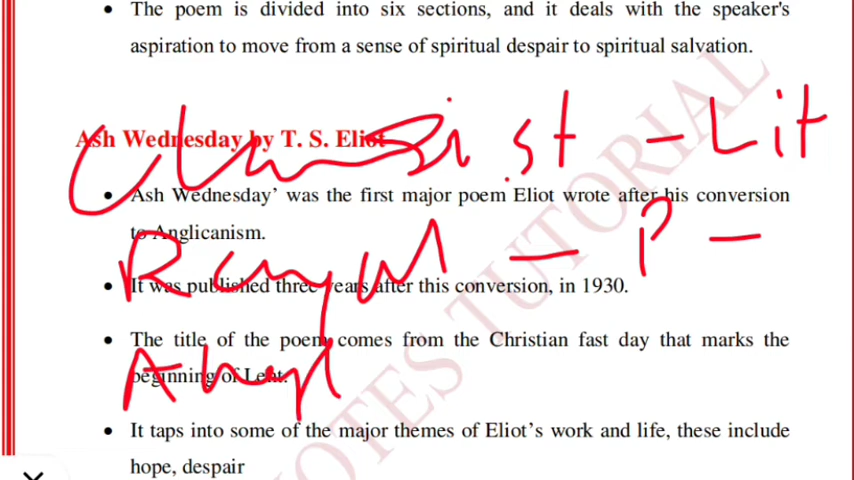 • The poem is divided into six sections, and it deals with the speaker's
aspiration to move from a sense of spiritual despair to spiritual salvation.
Ash Wednesday by T. S. Eliot
st – Lit
• Ash Wednesday’ was the first major poem Eliot wrote after his conversion
to Anglicanism.
– P –
• It was published three years after this conversion, in 1930.
• The title of the poem comes from the Christian fast day that marks the
beginning of Lent.
• It taps into some of the major themes of Eliot’s work and life, these include
hope, despair
NOTES TUTORIAL